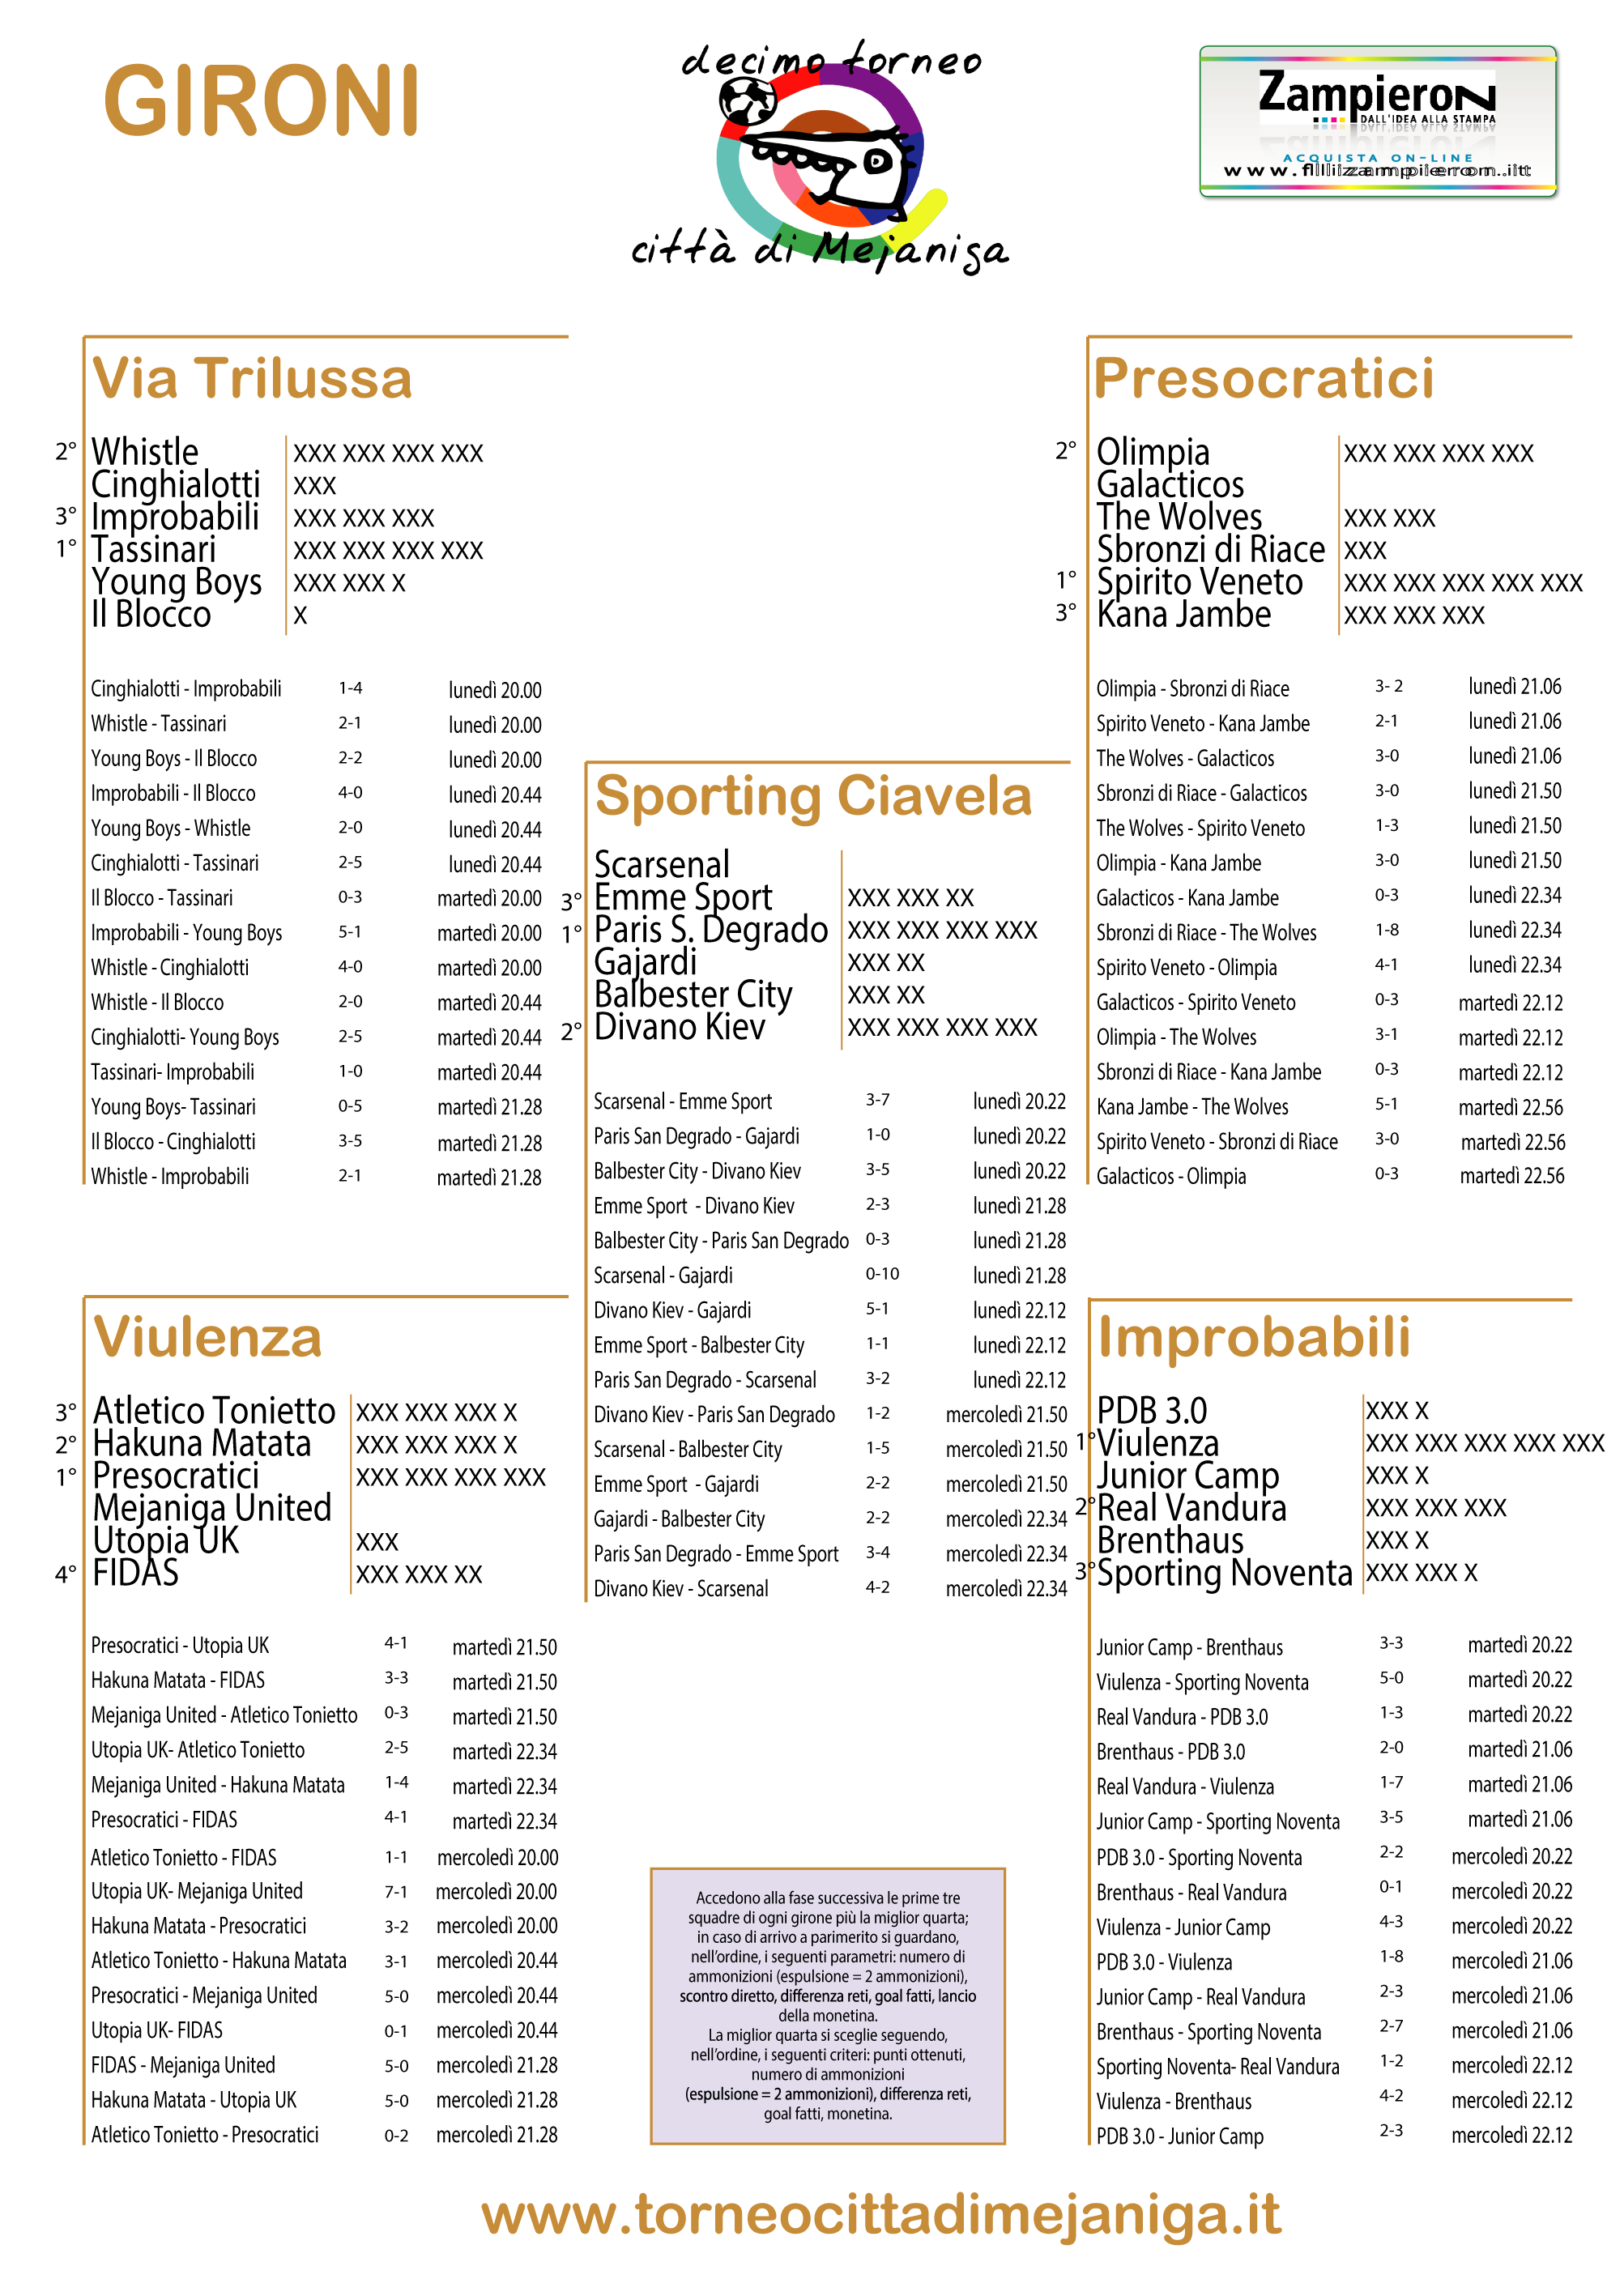 GIRONI
decimo torneo
città di Mejaniga
Zampieron
DALL'IDEA ALLA STAMPA
ACQUISTA ON-LINE
Via Trilussa
2° Whistle XXX XXX XXX XXX
Cinghialotti XXX
3° Improbabili XXX XXX XXX
1° Tassinari XXX XXX XXX XXX
Young Boys XXX XXX X
Il Blocco X
Cinghialotti - Improbabili 1-4 lunedì 20.00
Whistle - Tassinari 2-1 lunedì 20.00
Young Boys - Il Blocco 2-2 lunedì 20.00
Improbabili - Il Blocco 4-0 lunedì 20.44
Young Boys - Whistle 2-0 lunedì 20.44
Cinghialotti - Tassinari 2-5 lunedì 20.44
Il Blocco - Tassinari 0-3 martedì 20.00
Improbabili - Young Boys 5-1 martedì 20.00
Whistle - Cinghialotti 4-0 martedì 20.00
Whistle - Il Blocco 2-0 martedì 20.44
Cinghialotti- Young Boys 2-5 martedì 20.44
Tassinari- Improbabili 1-0 martedì 20.44
Young Boys- Tassinari 0-5 martedì 21.28
Il Blocco - Cinghialotti 3-5 martedì 21.28
Whistle - Improbabili 2-1 martedì 21.28
Presocratici
2° Olimpia XXX XXX XXX XXX
Galacticos
The Wolves XXX XXX
Sbronzi di Riace XXX
1° Spirito Veneto XXX XXX XXX XXX XXX
3° Kana Jambe XXX XXX XXX
Olimpia - Sbronzi di Riace 3- 2 lunedì 21.06
Spirito Veneto - Kana Jambe 2-1 lunedì 21.06
The Wolves - Galacticos 3-0 lunedì 21.06
Sbronzi di Riace - Galacticos 3-0 lunedì 21.50
The Wolves - Spirito Veneto 1-3 lunedì 21.50
Olimpia - Kana Jambe 3-0 lunedì 21.50
Galacticos - Kana Jambe 0-3 lunedì 22.34
Sbronzi di Riace - The Wolves 1-8 lunedì 22.34
Spirito Veneto - Olimpia 4-1 lunedì 22.34
Galacticos - Spirito Veneto 0-3 martedì 22.12
Olimpia - The Wolves 3-1 martedì 22.12
Sbronzi di Riace - Kana Jambe 0-3 martedì 22.12
Kana Jambe - The Wolves 5-1 martedì 22.56
Spirito Veneto - Sbronzi di Riace 3-0 martedì 22.56
Galacticos - Olimpia 0-3 martedì 22.56
Sporting Ciavela
Scarsenal
3° Emme Sport XXX XXX XX
1° Paris S. Degrado XXX XXX XXX XXX
Gajardi XXX XX
Balbester City XXX XX
2° Divano Kiev XXX XXX XXX XXX
Scarsenal - Emme Sport 3-7 lunedì 20.22
Paris San Degrado - Gajardi 1-0 lunedì 20.22
Balbester City - Divano Kiev 3-5 lunedì 20.22
Emme Sport - Divano Kiev 2-3 lunedì 21.28
Balbester City - Paris San Degrado 0-3 lunedì 21.28
Scarsenal - Gajardi 0-10 lunedì 21.28
Divano Kiev - Gajardi 5-1 lunedì 22.12
Emme Sport - Balbester City 1-1 lunedì 22.12
Paris San Degrado - Scarsenal 3-2 lunedì 22.12
Divano Kiev - Paris San Degrado 1-2 mercoledì 21.50
Scarsenal - Balbester City 1-5 mercoledì 21.50
Emme Sport - Gajardi 2-2 mercoledì 21.50
Gajardi - Balbester City 2-2 mercoledì 22.34
Paris San Degrado - Emme Sport 3-4 mercoledì 22.34
Divano Kiev - Scarsenal 4-2 mercoledì 22.34
Viulenza
3° Atletico Tonietto XXX XXX XXX X
2° Hakuna Matata XXX XXX XXX X
1° Presocratici XXX XXX XXX XXX
Mejaniga United
Utopia UK XXX
4° FIDAS XXX XXX XX
Presocratici - Utopia UK 4-1 martedì 21.50
Hakuna Matata - FIDAS 3-3 martedì 21.50
Mejaniga United - Atletico Tonietto 0-3 martedì 21.50
Utopia UK- Atletico Tonietto 2-5 martedì 22.34
Mejaniga United - Hakuna Matata 1-4 martedì 22.34
Presocratici - FIDAS 4-1 martedì 22.34
Atletico Tonietto - FIDAS 1-1 mercoledì 20.00
Utopia UK- Mejaniga United 7-1 mercoledì 20.00
Hakuna Matata - Presocratici 3-2 mercoledì 20.00
Atletico Tonietto - Hakuna Matata 3-1 mercoledì 20.44
Presocratici - Mejaniga United 5-0 mercoledì 20.44
Utopia UK- FIDAS 0-1 mercoledì 20.44
FIDAS - Mejaniga United 5-0 mercoledì 21.28
Hakuna Matata - Utopia UK 5-0 mercoledì 21.28
Atletico Tonietto - Presocratici 0-2 mercoledì 21.28
Improbabili
PDB 3.0 XXX X
1° Viulenza XXX XXX XXX XXX XXX
Junior Camp XXX X
2° Real Vandura XXX XXX XXX
Brenthaus XXX X
3° Sporting Noventa XXX XXX X
Junior Camp - Brenthaus 3-3 martedì 20.22
Viulenza - Sporting Noventa 5-0 martedì 20.22
Real Vandura - PDB 3.0 1-3 martedì 20.22
Brenthaus - PDB 3.0 2-0 martedì 21.06
Real Vandura - Viulenza 1-7 martedì 21.06
Junior Camp - Sporting Noventa 3-5 martedì 21.06
PDB 3.0 - Sporting Noventa 2-2 mercoledì 20.22
Brenthaus - Real Vandura 0-1 mercoledì 20.22
Viulenza - Junior Camp 4-3 mercoledì 20.22
PDB 3.0 - Viulenza 1-8 mercoledì 21.06
Junior Camp - Real Vandura 2-3 mercoledì 21.06
Brenthaus - Sporting Noventa 2-7 mercoledì 21.06
Sporting Noventa- Real Vandura 1-2 mercoledì 22.12
Viulenza - Brenthaus 4-2 mercoledì 22.12
PDB 3.0 - Junior Camp 2-3 mercoledì 22.12
Accedono alla fase successiva le prime tre
squadre di ogni girone più la miglior quarta;
in caso di arrivo a parimerito si guardano,
nell'ordine, i seguenti parametri: numero di
ammonizioni (espulsione = 2 ammonizioni),
scontro diretto, differenza reti, goal fatti, lancio
della monetina.
La miglior quarta si sceglie seguendo,
nell'ordine, i seguenti criteri: punti ottenuti,
numero di ammonizioni
(espulsione = 2 ammonizioni), differenza reti,
goal fatti, monetina.
www.torneocittadimejaniga.it